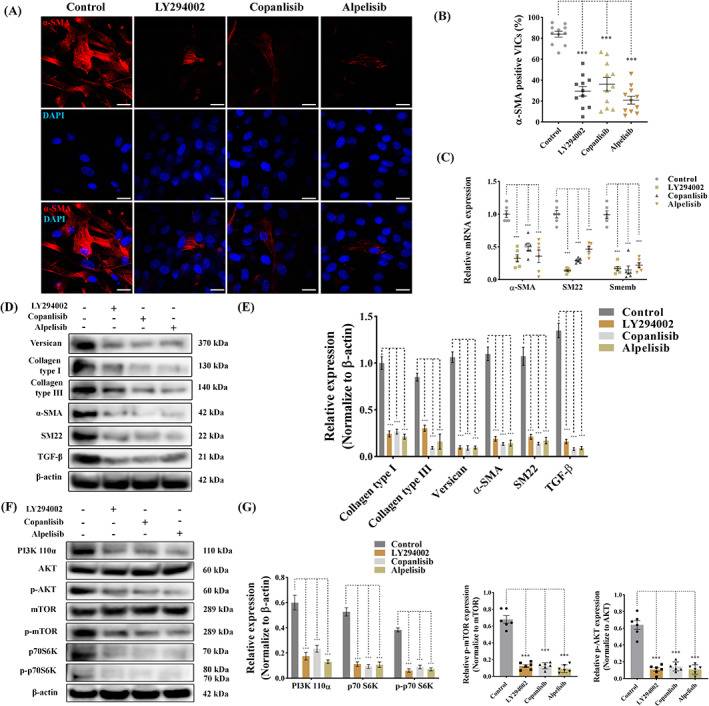 (A)
Control
LY294002
Copanlisib
Alpelisib
α-SMA
DAPI
α-SMA
DAPI
(B)
α-SMA positive VICs (%)
100
80
60
40
20
0
***
***
***
Control
LY294002
Copanlisib
Alpelisib
(C)
Control
LY294002
Copanlisib
Alpelisib
Relative mRNA expression
1.5
1.0
0.5
0.0
*** *** *** *** *** *** *** *** ***
α-SMA SM22 Smemb
(D)
LY294002 - + - -
Copanlisib - - + -
Alpelisib - - - +
Versican 370 kDa
Collagen
type I 130 kDa
Collagen
type III 140 kDa
α-SMA 42 kDa
SM22 22 kDa
TGF-β 21 kDa
β-actin 42 kDa
(E)
Control
LY294002
Copanlisib
Alpelisib
Relative expression
(Normalize to β-actin)
1.5
1.2
0.9
0.6
0.3
0.0
*** *** *** *** *** *** *** *** *** *** *** *** *** *** *** *** *** ***
Collagen type I
Collagen type III
Versican
α-SMA
SM22
TGF-β
(F)
LY294002 - + - -
Copanlisib - - + -
Alpelisib - - - +
PI3K 110α 110 kDa
AKT 60 kDa
p-AKT 60 kDa
mTOR 289 kDa
p-mTOR 289 kDa
p70S6K 70 kDa
p-p70S6K 80 kDa
70 kDa
β-actin 42 kDa
(G)
Control
LY294002
Copanlisib
Alpelisib
Relative expression
(Normalize to β-actin)
0.8
0.6
0.4
0.2
0.0
*** *** *** *** *** *** *** *** ***
PI3K 110α p70 S6K p-p70 S6K
Relative p-mTOR expression
(Normalize to mTOR)
1.0
0.8
0.6
0.4
0.2
0.0
*** *** ***
Control
LY294002
Copanlisib
Alpelisib
Relative p-AKT expression
(Normalize to AKT)
1.0
0.8
0.6
0.4
0.2
0.0
*** *** ***
Control
LY294002
Copanlisib
Alpelisib